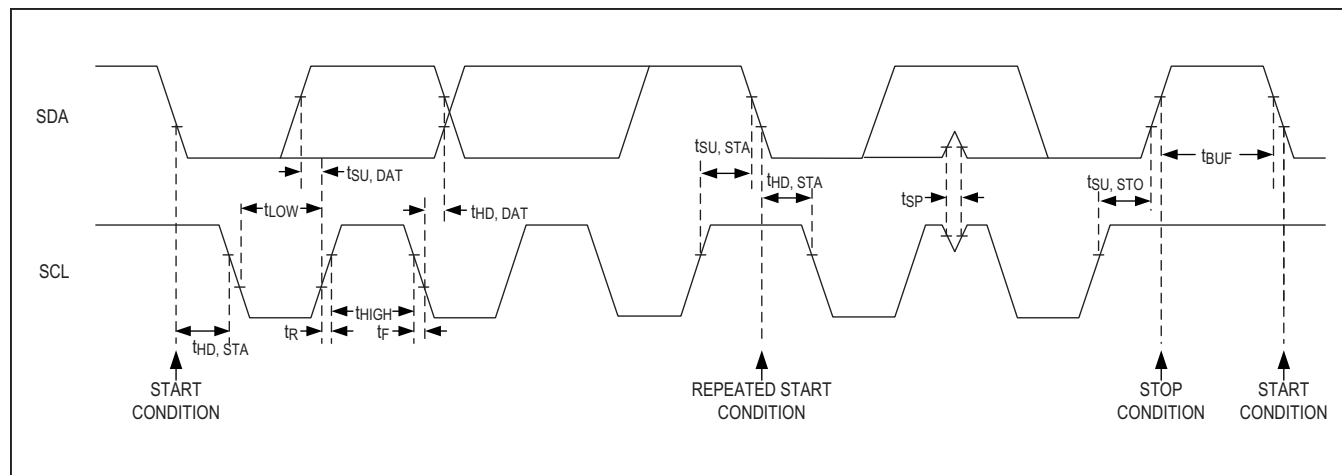 SDA
tSU, DAT
tLOW
tHD, DAT
tSU, STA
tHD, STA
tSP
tSU, STO
tBUF
SCL
tHD, STA
tR
tHIGH
tF
START
CONDITION
REPEATED START
CONDITION
STOP
CONDITION
START
CONDITION